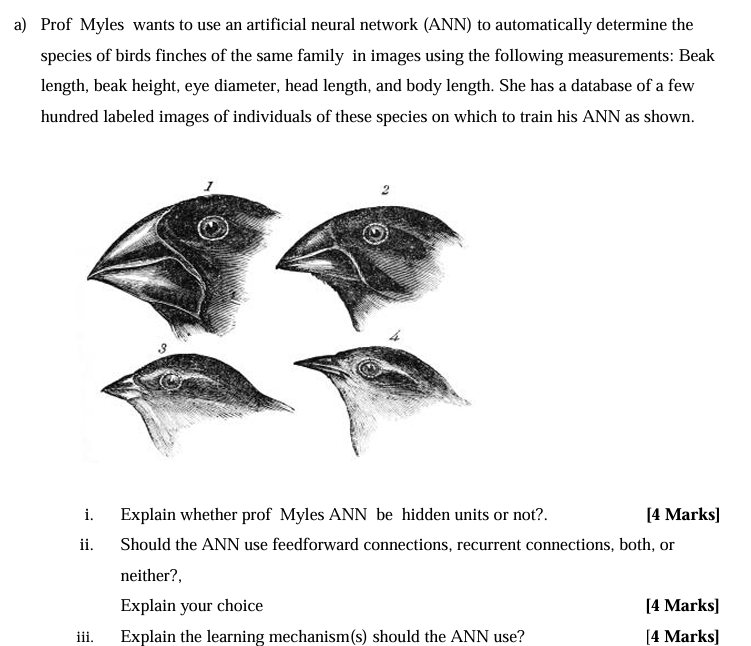 a) Prof Myles wants to use an artificial neural network (ANN) to automatically determine the
species of birds finches of the same family in images using the following measurements: Beak
length, beak height, eye diameter, head length, and body length. She has a database of a few
hundred labeled images of individuals of these species on which to train his ANN as shown.
1
2
3
4
i. Explain whether prof Myles ANN be hidden units or not?. [4 Marks]
ii. Should the ANN use feedforward connections, recurrent connections, both, or
neither?,
Explain your choice [4 Marks]
iii. Explain the learning mechanism(s) should the ANN use? [4 Marks]